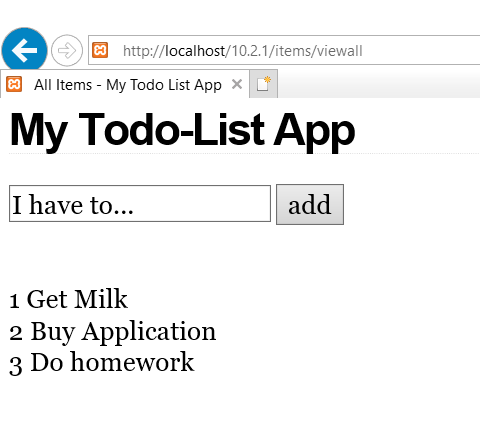 http://localhost/10.2.1/items/viewall
All Items - My Todo List App
My Todo-List App
I have to...
add
1 Get Milk
2 Buy Application
3 Do homework